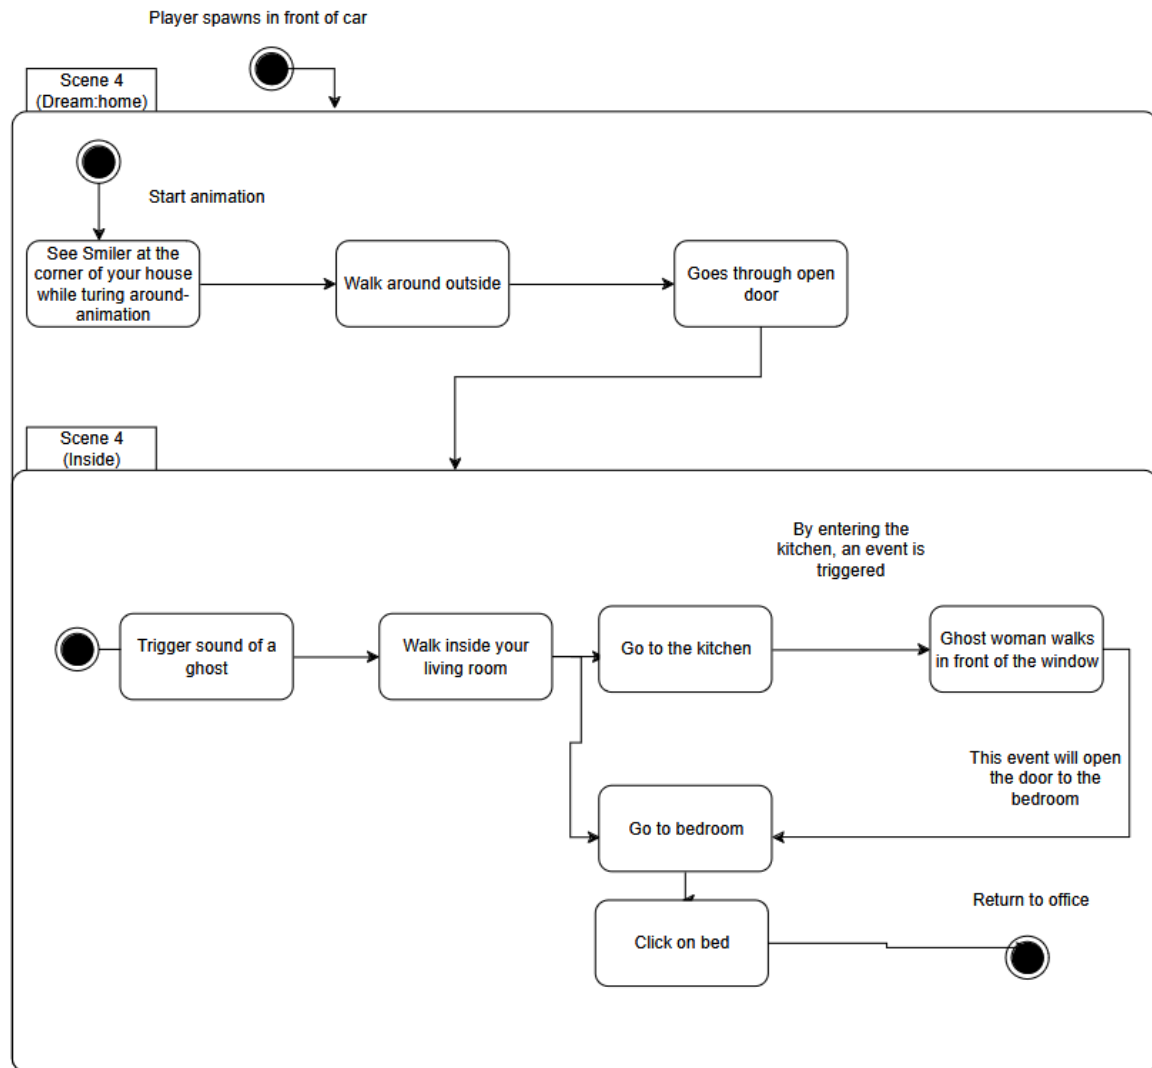 Player spawns in front of car
Scene 4
(Dream:home)
Start animation
See Smiler at the
corner of your house
while turing around-
animation
Walk around outside
Goes through open
door
Scene 4
(Inside)
By entering the
kitchen, an event is
triggered
Trigger sound of a
ghost
Walk inside your
living room
Go to the kitchen
Ghost woman walks
in front of the window
This event will open
the door to the
bedroom
Go to bedroom
Return to office
Click on bed